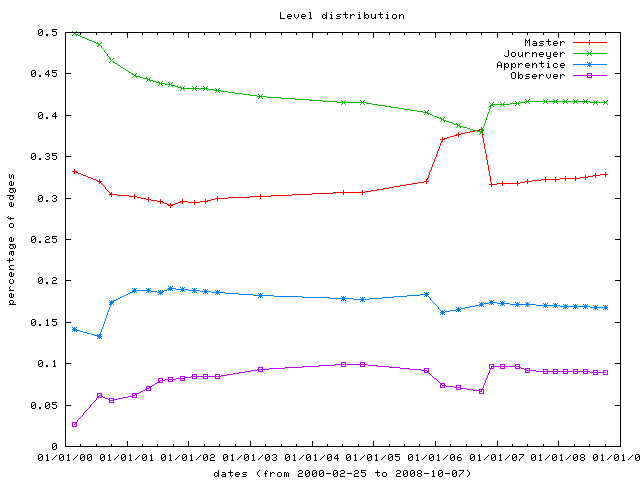 Level distribution
Master
Journeyer
Apprentice
Observer
percentage of edges
0.5
0.45
0.4
0.35
0.3
0.25
0.2
0.15
0.1
0.05
0
01/01/00 01/01/01 01/01/02 01/01/03 01/01/04 01/01/05 01/01/06 01/01/07 01/01/08 01/01/0
dates (from 2000-02-25 to 2008-10-07)